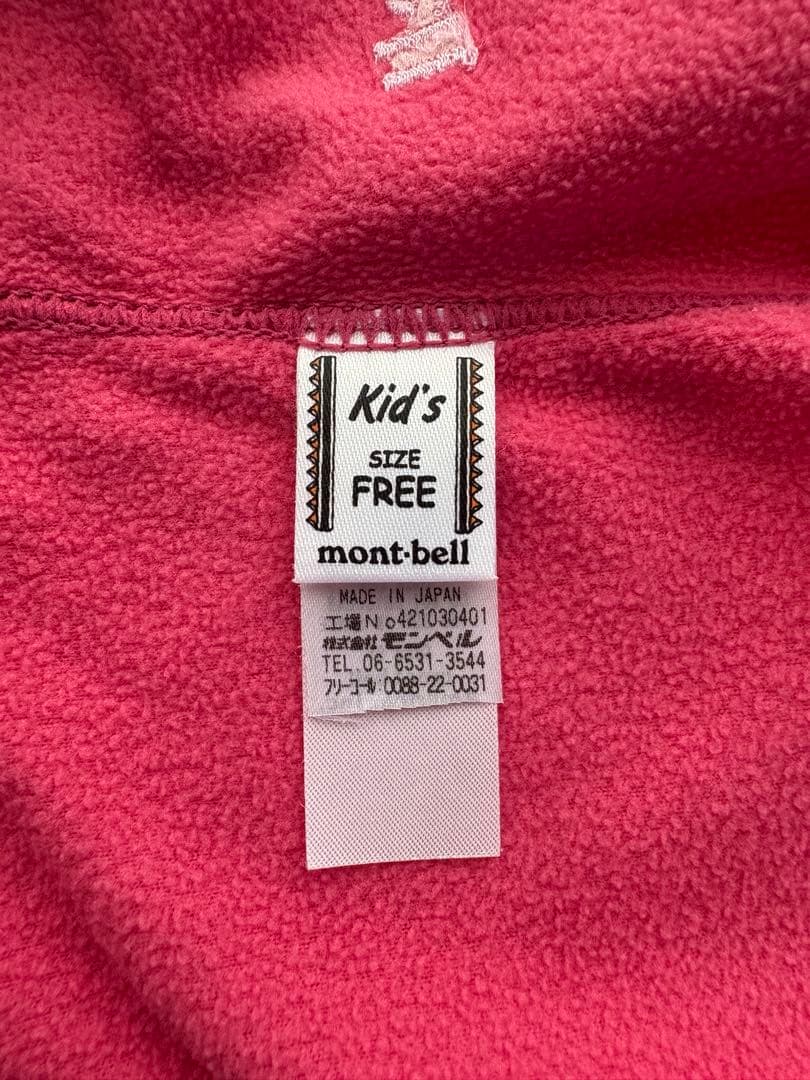 Kid's
SIZE
FREE
mont·bell
MADE IN JAPAN
工場No421030401
株式会社モンベル
TEL.06-6531-3544
フリーコール:0088-22-0031